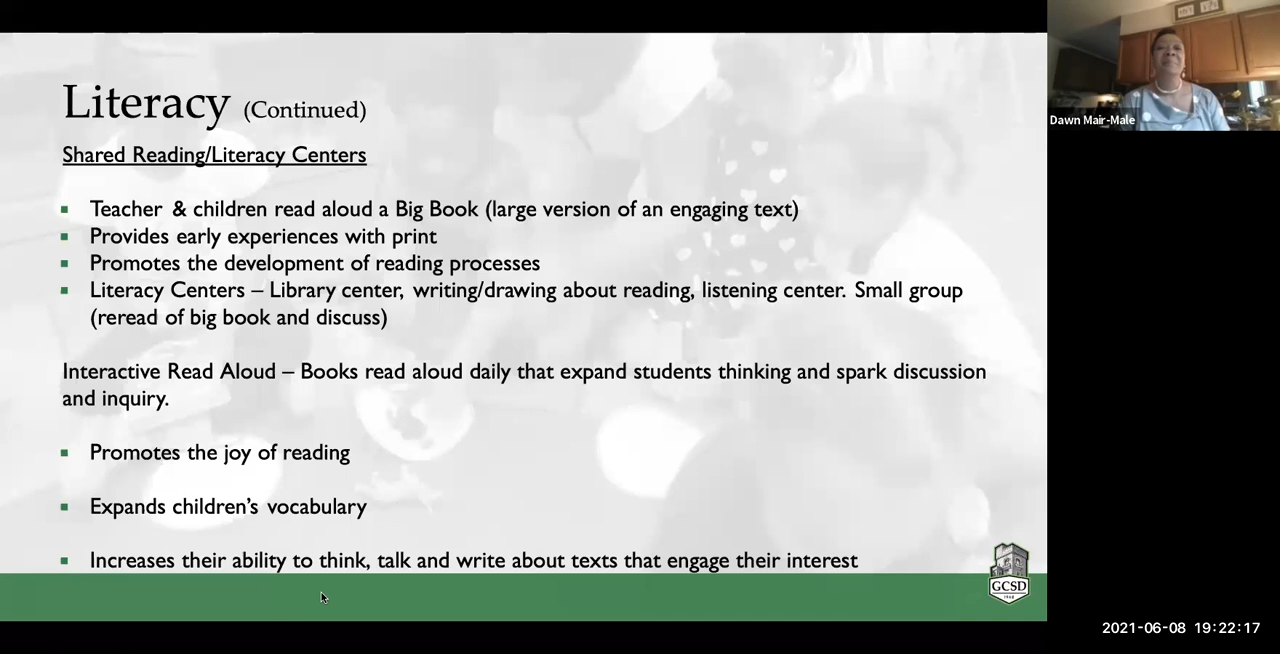 Literacy (Continued)
Shared Reading/Literacy Centers
▪ Teacher & children read aloud a Big Book (large version of an engaging text)
▪ Provides early experiences with print
▪ Promotes the development of reading processes
▪ Literacy Centers – Library center, writing/drawing about reading, listening center. Small group
(reread of big book and discuss)
Interactive Read Aloud – Books read aloud daily that expand students thinking and spark discussion
and inquiry.
▪ Promotes the joy of reading
▪ Expands children’s vocabulary
▪ Increases their ability to think, talk and write about texts that engage their interest
GCSD
Dawn Mair-Male
2021-06-08 19:22:17